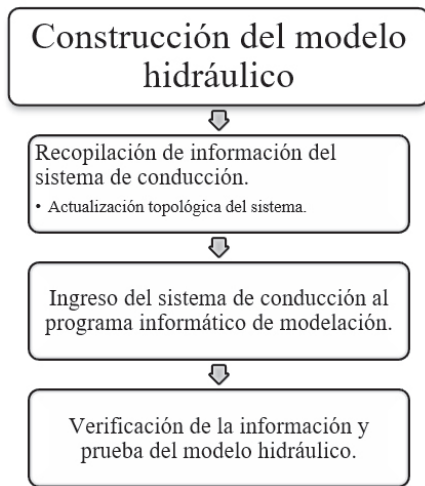 Construcción del modelo
hidráulico
Recopilación de información del
sistema de conducción.
• Actualización topológica del sistema.
Ingreso del sistema de conducción al
programa informático de modelación.
Verificación de la información y
prueba del modelo hidráulico.